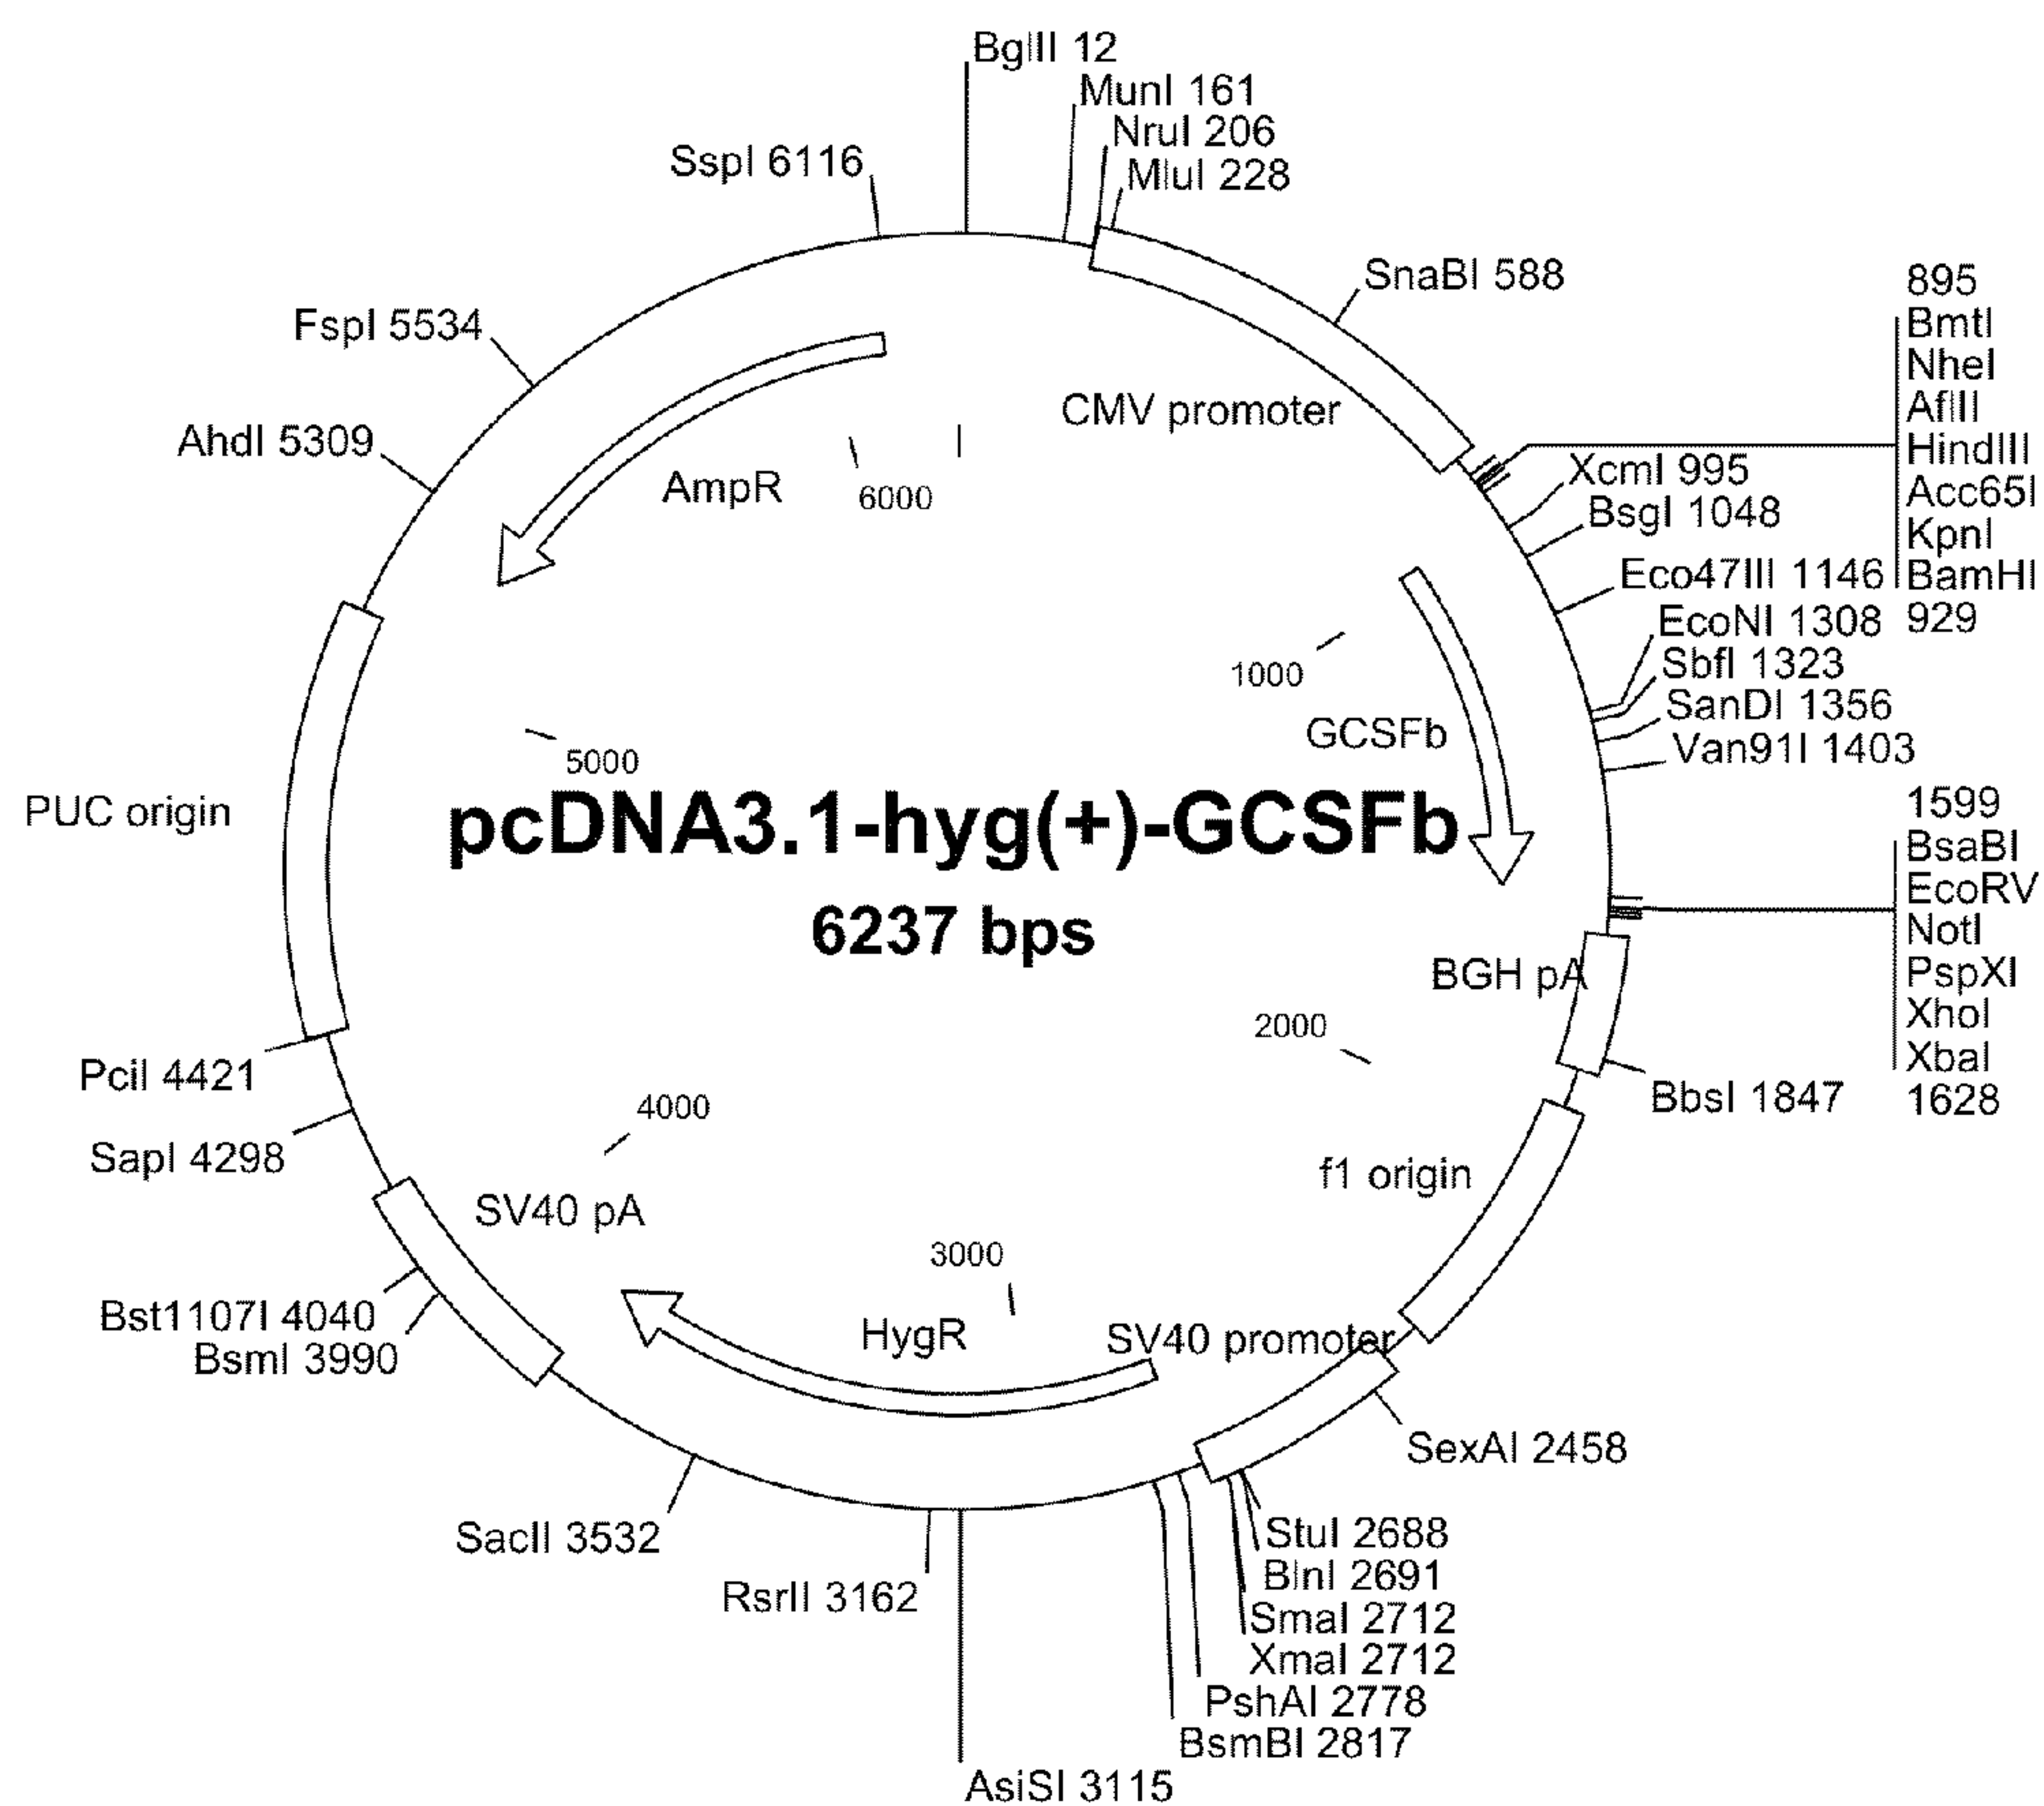 BglII 12
MunI 161
NruI 206
MluI 228
SspI 6116
SnaBI 588
FspI 5534
AhdI 5309
895
BmtI
NheI
AflII
HindIII
Acc65I
KpnI
BamHI
929
XcmI 995
BsgI 1048
Eco47III 1146
EcoNI 1308
SbfI 1323
SanDI 1356
Van91I 1403
CMV promoter
AmpR
6000
1000
GCSFb
5000
PUC origin
pcDNA3.1-hyg(+)-GCSFb
6237 bps
1599
BsaBI
EcoRV
NotI
PspXI
XhoI
XbaI
1628
BGH pA
2000
BbsI 1847
PciI 4421
4000
SapI 4298
f1 origin
SV40 pA
3000
Bst1107I 4040
BsmI 3990
HygR
SV40 promoter
SexAI 2458
SacII 3532
RsrII 3162
StuI 2688
BlnI 2691
SmaI 2712
XmaI 2712
PshAI 2778
BsmBI 2817
AsiSI 3115